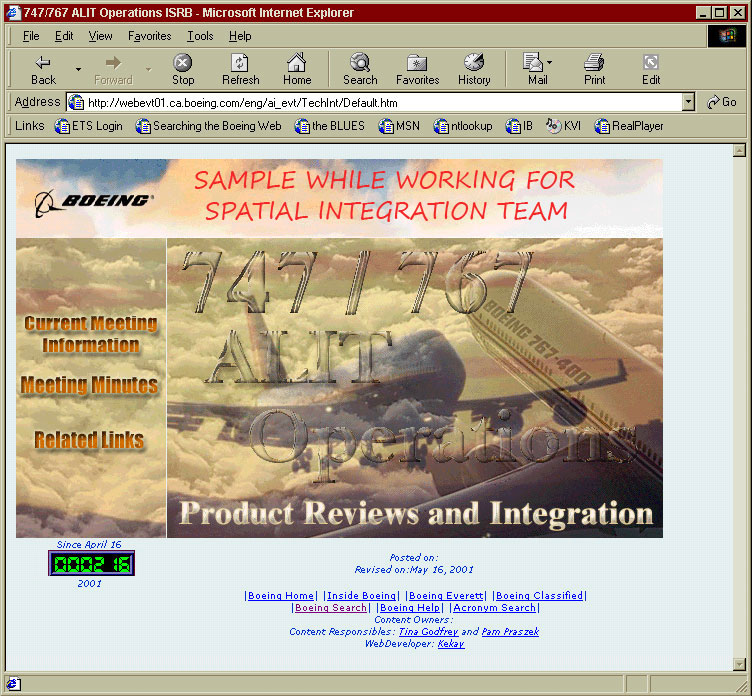 747/767 ALIT Operations ISRB - Microsoft Internet Explorer
File Edit View Favorites Tools Help
Back Forward Stop Refresh Home Search Favorites History Mail Print Edit
Address http://webevt01.ca.boeing.com/eng/ai_evt/TechInt/Default.htm Go
Links ETS Login Searching the Boeing Web the BLUES MSN ntlookup IB KVI RealPlayer
BOEING
SAMPLE WHILE WORKING FOR
SPATIAL INTEGRATION TEAM
747 / 767
BOEING 767-400
ALIT
Operations
Product Reviews and Integration
Current Meeting
Information
Meeting Minutes
Related Links
Since April 16
000216
2001
Posted on:
Revised on:May 16, 2001
|Boeing Home| |Inside Boeing| |Boeing Everett| |Boeing Classified|
|Boeing Search| |Boeing Help| |Acronym Search|
Content Owners:
Content Responsibles: Tina Godfrey and Pam Praszek
WebDeveloper: Kekay